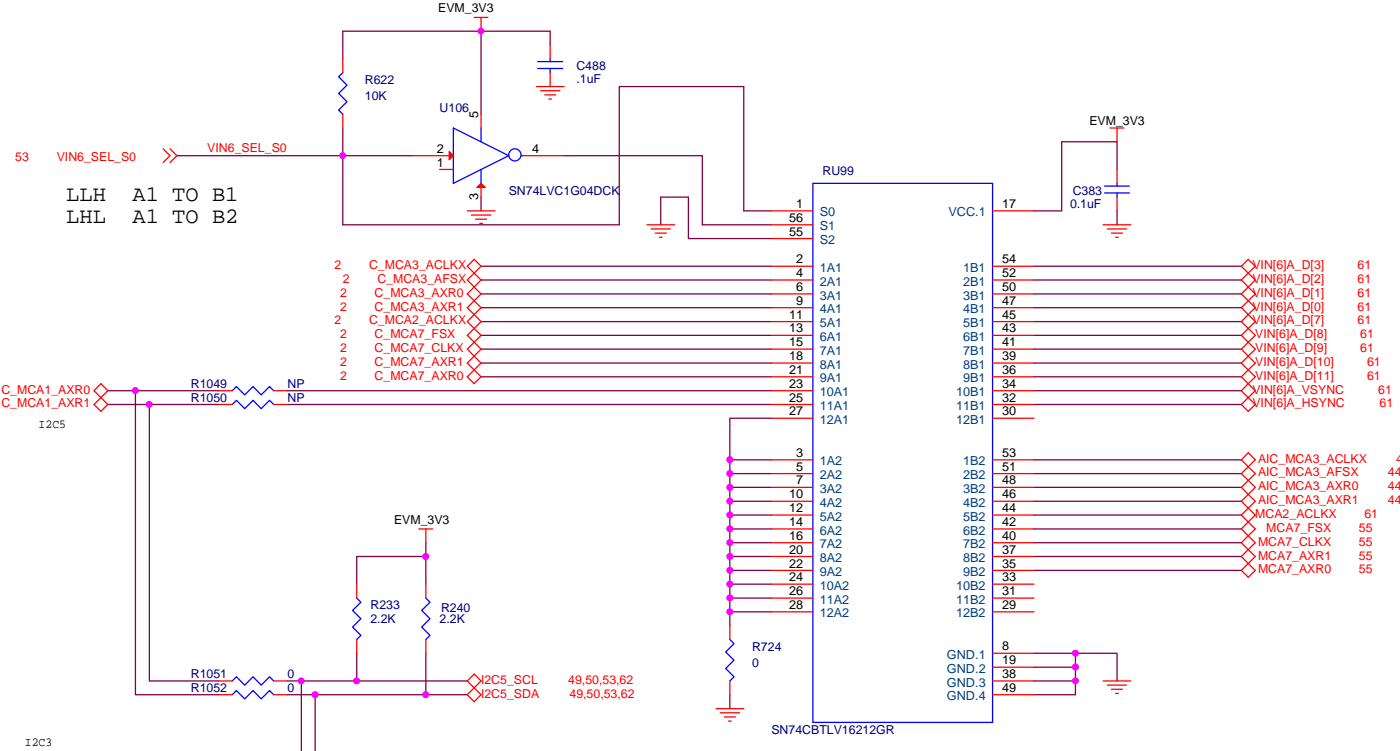 EVM_3V3
R622
10K
C488
.1uF
U106
5
53 VIN6_SEL_S0 VIN6_SEL_S0
2
1
4
3
SN74LVC1G04DCK
LLH A1 TO B1
LHL A1 TO B2
EVM_3V3
C383
0.1uF
RU99
1 S0 VCC.1 17
56 S1
55 S2
2 C_MCA3_ACLKX 2 1A1 1B1 54 VIN[6]A_D[3] 61
2 C_MCA3_AFSX 4 2A1 2B1 52 VIN[6]A_D[2] 61
2 C_MCA3_AXR0 6 3A1 3B1 50 VIN[6]A_D[1] 61
2 C_MCA3_AXR1 9 4A1 4B1 47 VIN[6]A_D[0] 61
2 C_MCA2_ACLKX 11 5A1 5B1 45 VIN[6]A_D[7] 61
2 C_MCA7_FSX 13 6A1 6B1 43 VIN[6]A_D[8] 61
2 C_MCA7_CLKX 15 7A1 7B1 41 VIN[6]A_D[9] 61
2 C_MCA7_AXR1 18 8A1 8B1 39 VIN[6]A_D[10] 61
2 C_MCA7_AXR0 21 9A1 9B1 36 VIN[6]A_D[11] 61
C_MCA1_AXR0 R1049 NP 23 10A1 10B1 34 VIN[6]A_VSYNC 61
C_MCA1_AXR1 R1050 NP 25 11A1 11B1 32 VIN[6]A_HSYNC 61
27 12A1 12B1 30
I2C5
3 1A2 1B2 53 AIC_MCA3_ACLKX 4
5 2A2 2B2 51 AIC_MCA3_AFSX 44
7 3A2 3B2 48 AIC_MCA3_AXR0 44
10 4A2 4B2 46 AIC_MCA3_AXR1 44
12 5A2 5B2 44 MCA2_ACLKX 61
14 6A2 6B2 42 MCA7_FSX 55
16 7A2 7B2 40 MCA7_CLKX 55
20 8A2 8B2 37 MCA7_AXR1 55
22 9A2 9B2 35 MCA7_AXR0 55
24 10A2 10B2 33
26 11A2 11B2 31
28 12A2 12B2 29
EVM_3V3
R233
2.2K
R240
2.2K
R724
0
GND.1 8
GND.2 19
GND.3 38
GND.4 49
R1051 0 I2C5_SCL 49,50,53,62
R1052 0 I2C5_SDA 49,50,53,62
SN74CBTLV16212GR
I2C3